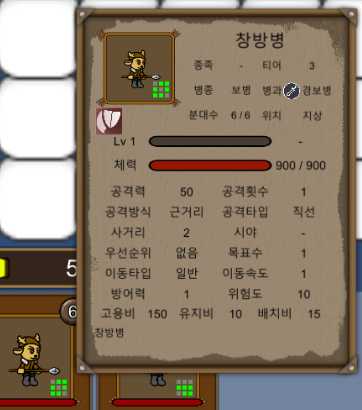 창방병
종족 - 티어 3
병종 보병 병과 경보병
분대수 6 / 6 위치 지상
Lv 1 -
체력 900 / 900
공격력 50 공격횟수 1
공격방식 근거리 공격타입 직선
사거리 2 시야 -
우선순위 없음 목표수 1
이동타입 일반 이동속도 1
방어력 1 위험도 10
고용비 150 유지비 10 배치비 15
창방병
5
6